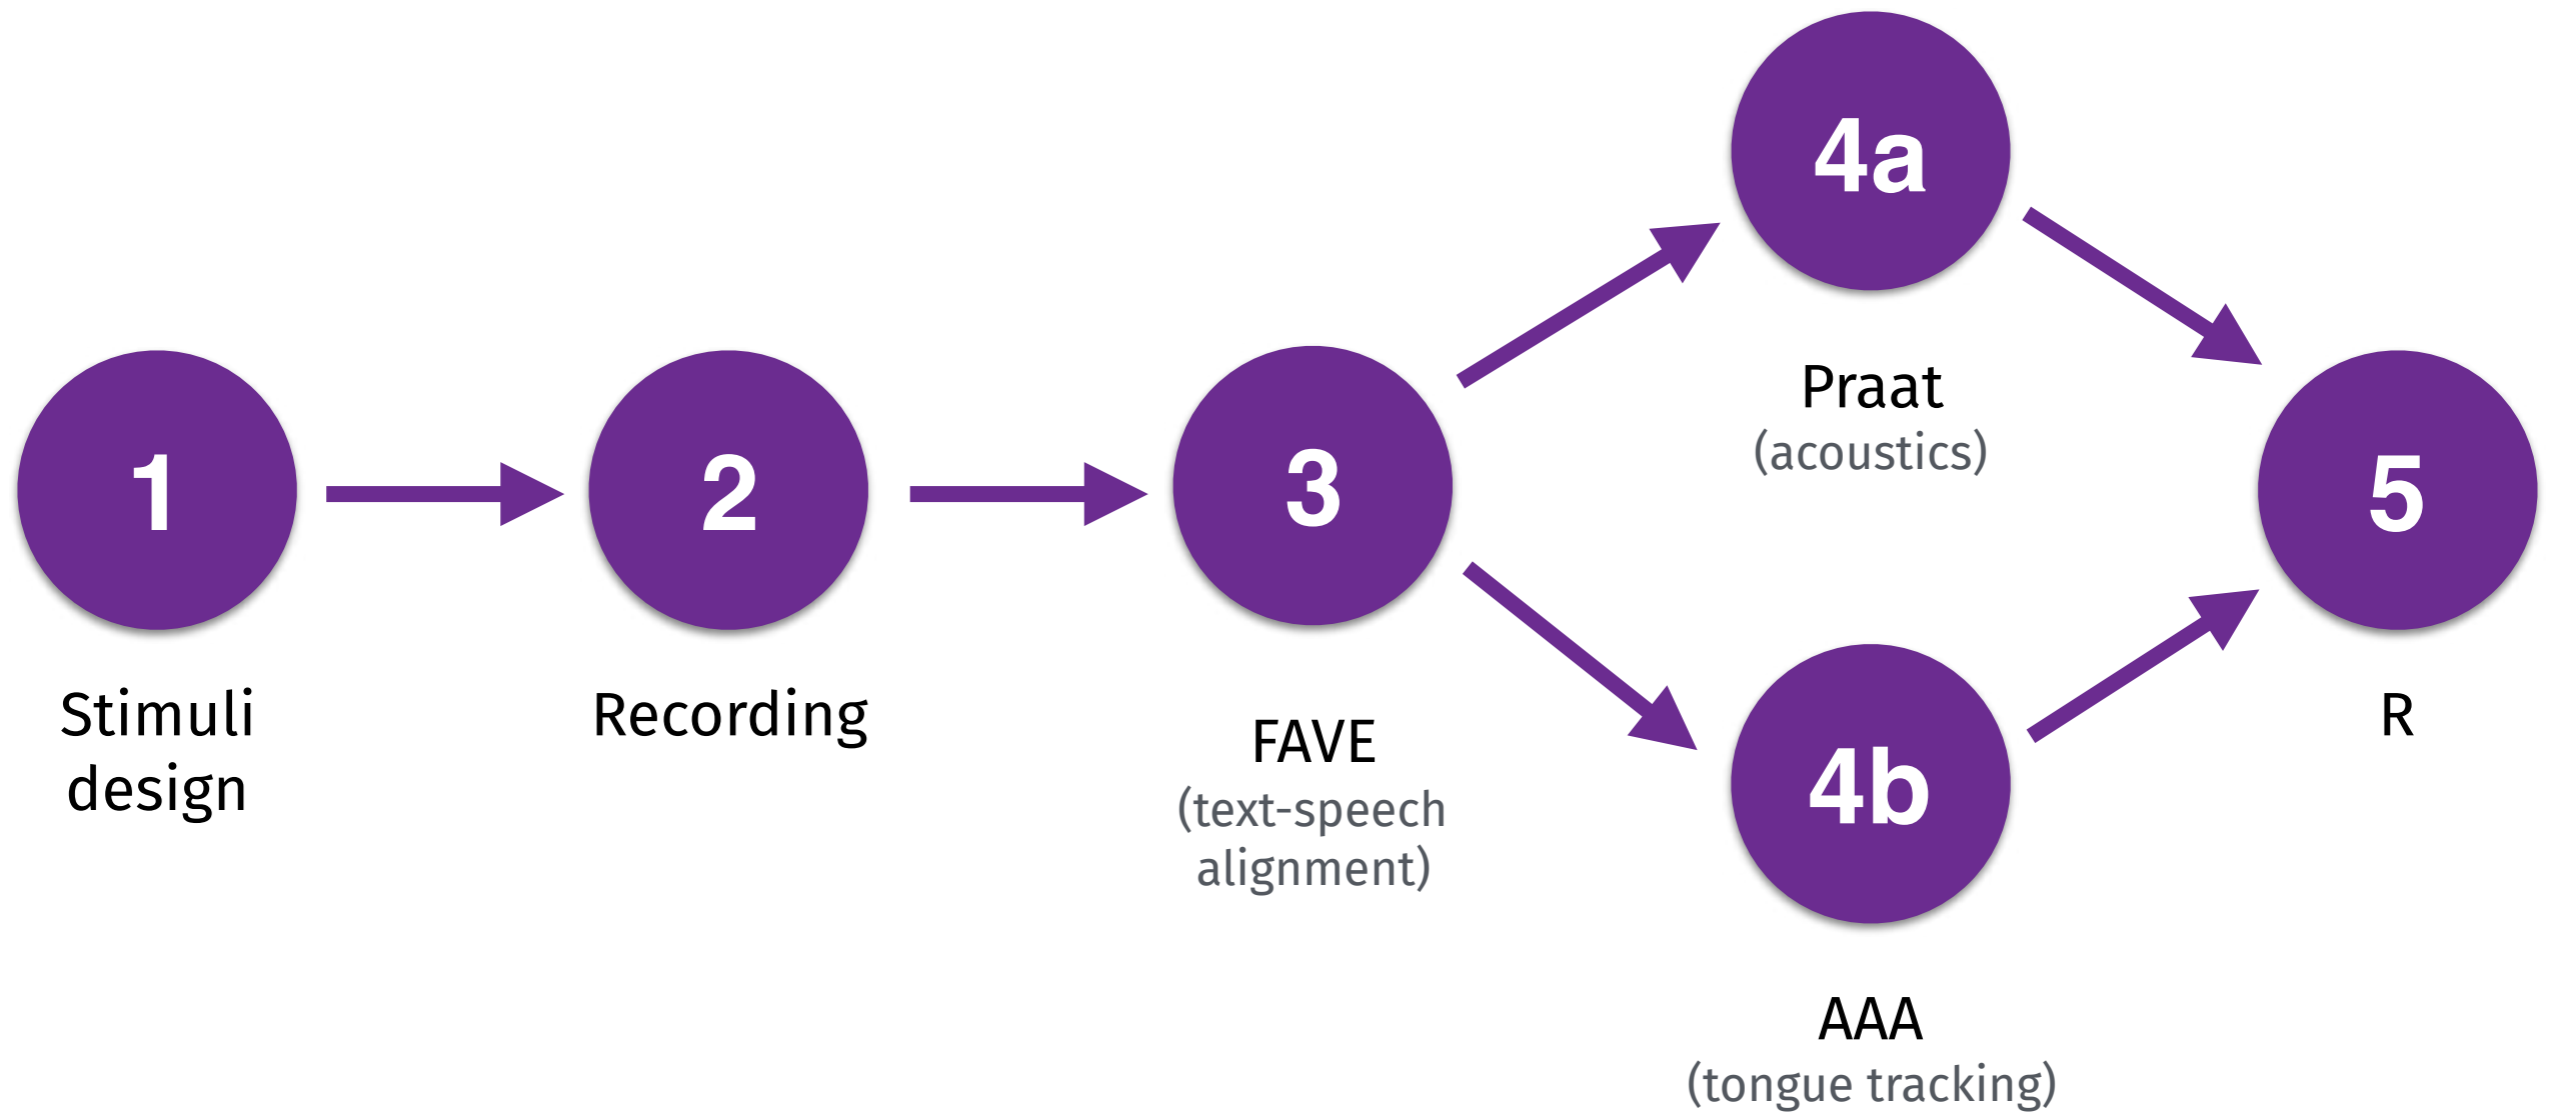 1
Stimuli
design
2
Recording
3
FAVE
(text-speech
alignment)
4a
Praat
(acoustics)
4b
AAA
(tongue tracking)
5
R